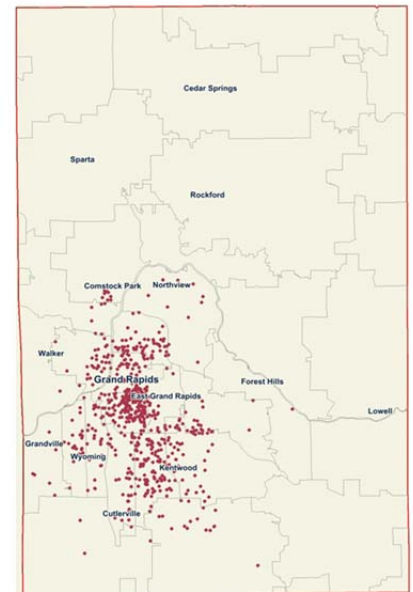 Cedar Springs
Sparta
Rockford
Comstock Park
Northview
Walker
Grand Rapids
Forest Hills
East Grand Rapids
Lowell
Grandville
Wyoming
Kentwood
Cutlerville